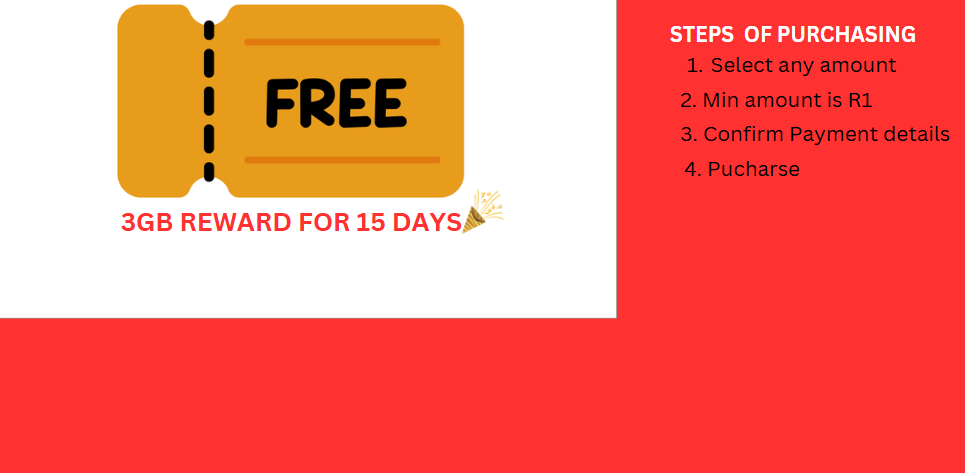 FREE
3GB REWARD FOR 15 DAYS
STEPS OF PURCHASING
1. Select any amount
2. Min amount is R1
3. Confirm Payment details
4. Pucharse